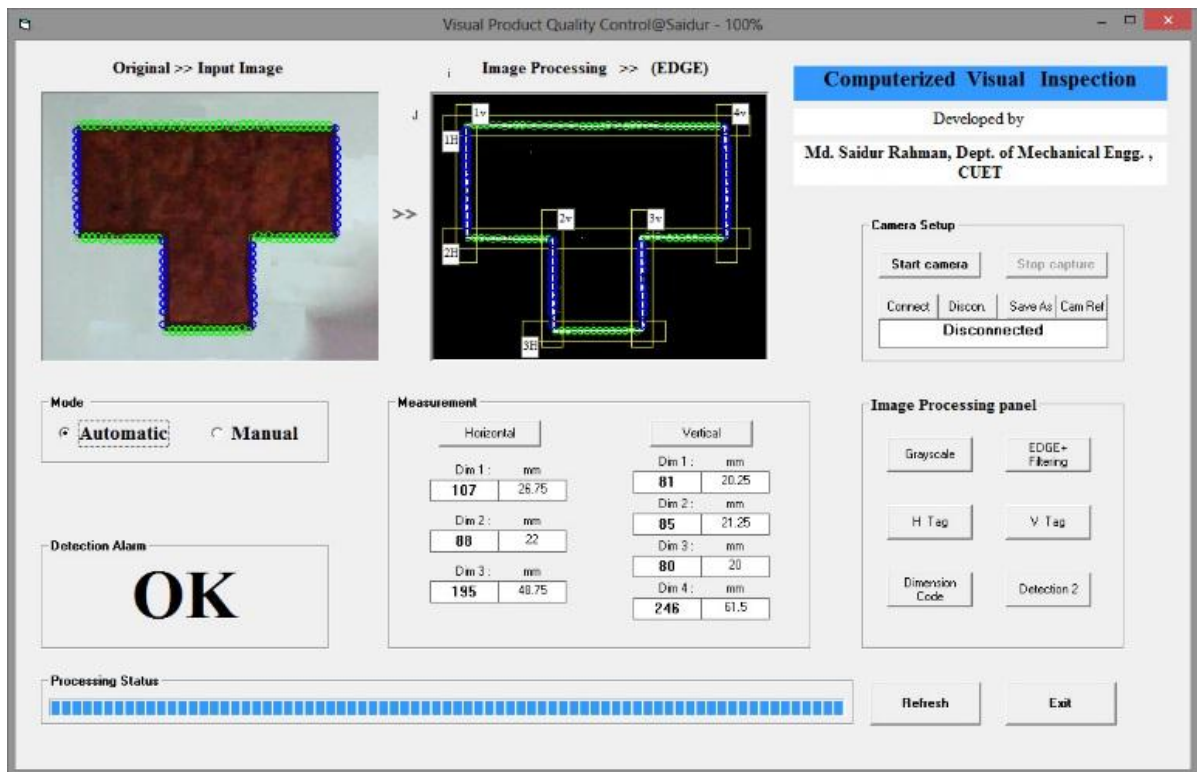 Visual Product Quality Control@Saidur - 100%
Original >> Input Image
i
Image Processing >> (EDGE)
J
>>
1v
4v
1H
2v
3v
2H
3H
Computerized Visual Inspection
Developed by
Md. Saidur Rahman, Dept. of Mechanical Engg. ,
CUET
Camera Setup
Start camera
Stop capture
Connect
Discon.
Save As
Cam Ref
Disconnected
Mode
Automatic
Manual
Detection Alarm
OK
Measurement
Horizontal
Dim 1 : mm
107 26.75
Dim 2 : mm
88 22
Dim 3 : mm
195 48.75
Vertical
Dim 1 : mm
81 20.25
Dim 2 : mm
85 21.25
Dim 3 : mm
80 20
Dim 4 : mm
246 61.5
Image Processing panel
Grayscale
EDGE+
Filtering
H Tag
V Tag
Dimension
Code
Detection 2
Processing Status
Refresh
Exit